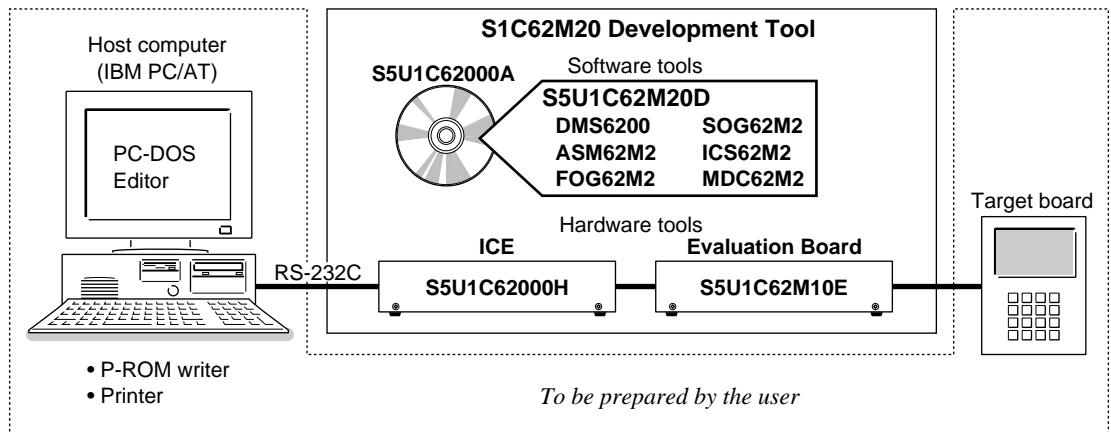 S1C62M20 Development Tool
Host computer
(IBM PC/AT)
PC-DOS
Editor
S5U1C62000A
Software tools
S5U1C62M20D
DMS6200 SOG62M2
ASM62M2 ICS62M2
FOG62M2 MDC62M2
Target board
Hardware tools
ICE Evaluation Board
RS-232C
S5U1C62000H S5U1C62M10E
• P-ROM writer
• Printer
To be prepared by the user